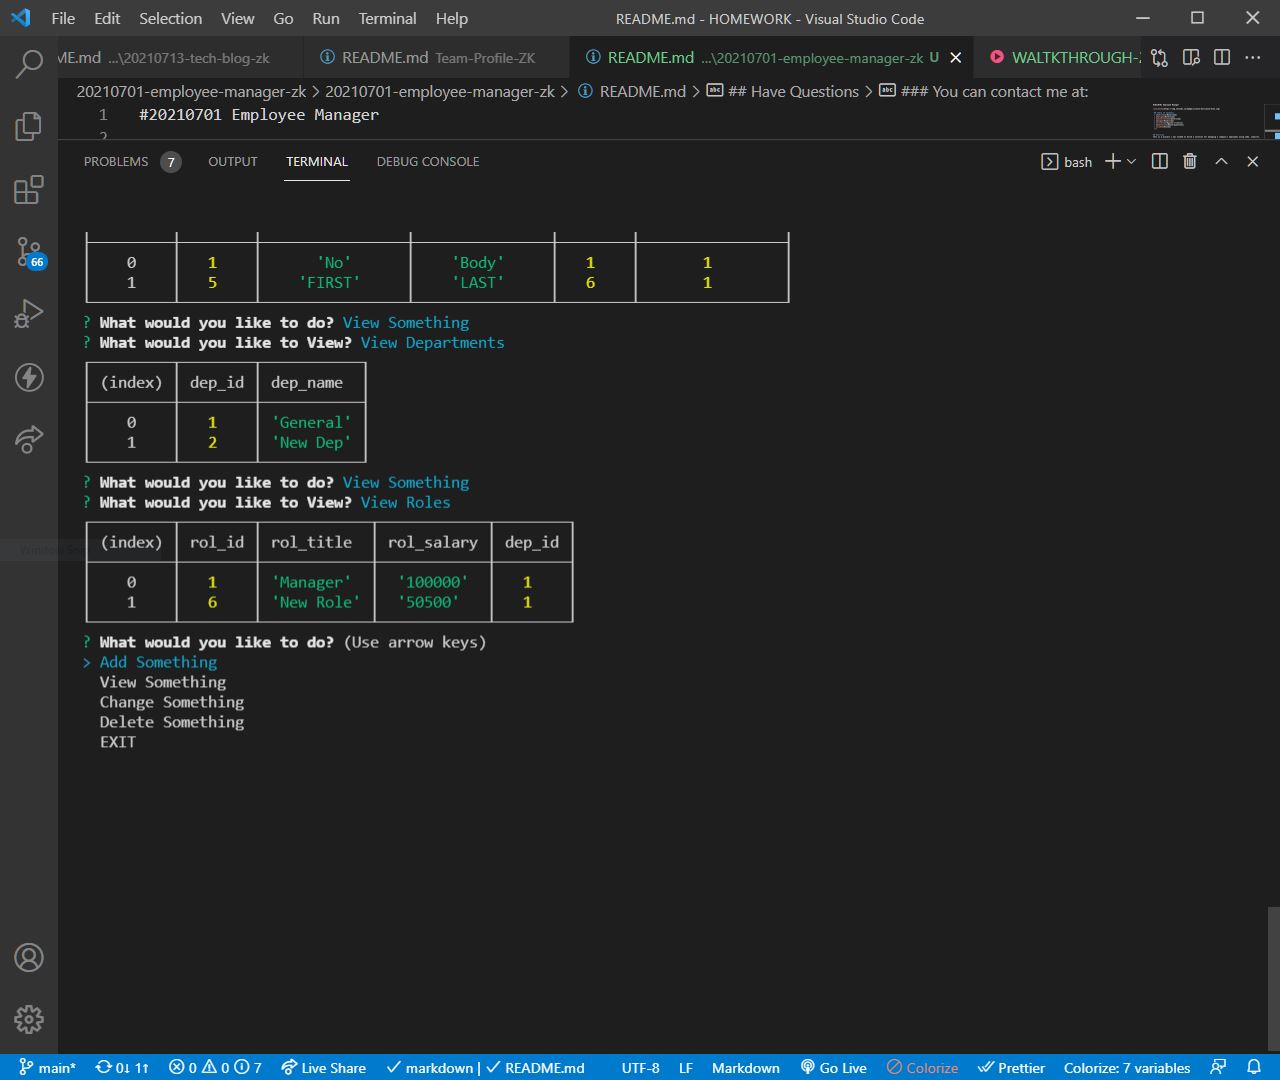 File Edit Selection View Go Run Terminal Help README.md - HOMEWORK - Visual Studio Code
ME.md ...\20210713-tech-blog-zk README.md Team-Profile-ZK README.md ...\20210701-employee-manager-zk U WALTKTHROUGH-
20210701-employee-manager-zk > 20210701-employee-manager-zk > README.md > abc ## Have Questions > abc ### You can contact me at:
1 #20210701 Employee Manager
2
PROBLEMS 7 OUTPUT TERMINAL DEBUG CONSOLE bash
0 1 'No' 'Body' 1 1
1 5 'FIRST' 'LAST' 6 1
? What would you like to do? View Something
? What would you like to View? View Departments
(index) dep_id dep_name
0 1 'General'
1 2 'New Dep'
? What would you like to do? View Something
? What would you like to View? View Roles
(index) rol_id rol_title rol_salary dep_id
0 1 'Manager' '100000' 1
1 6 'New Role' '50500' 1
? What would you like to do? (Use arrow keys)
> Add Something
View Something
Change Something
Delete Something
EXIT
66
main* 0↓ 1↑ 0 0 7 Live Share markdown | README.md UTF-8 LF Markdown Go Live Colorize Prettier Colorize: 7 variables